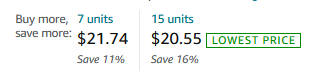 Buy more, save more:
7 units
$21.74
Save 11%
15 units
$20.55 LOWEST PRICE
Save 16%